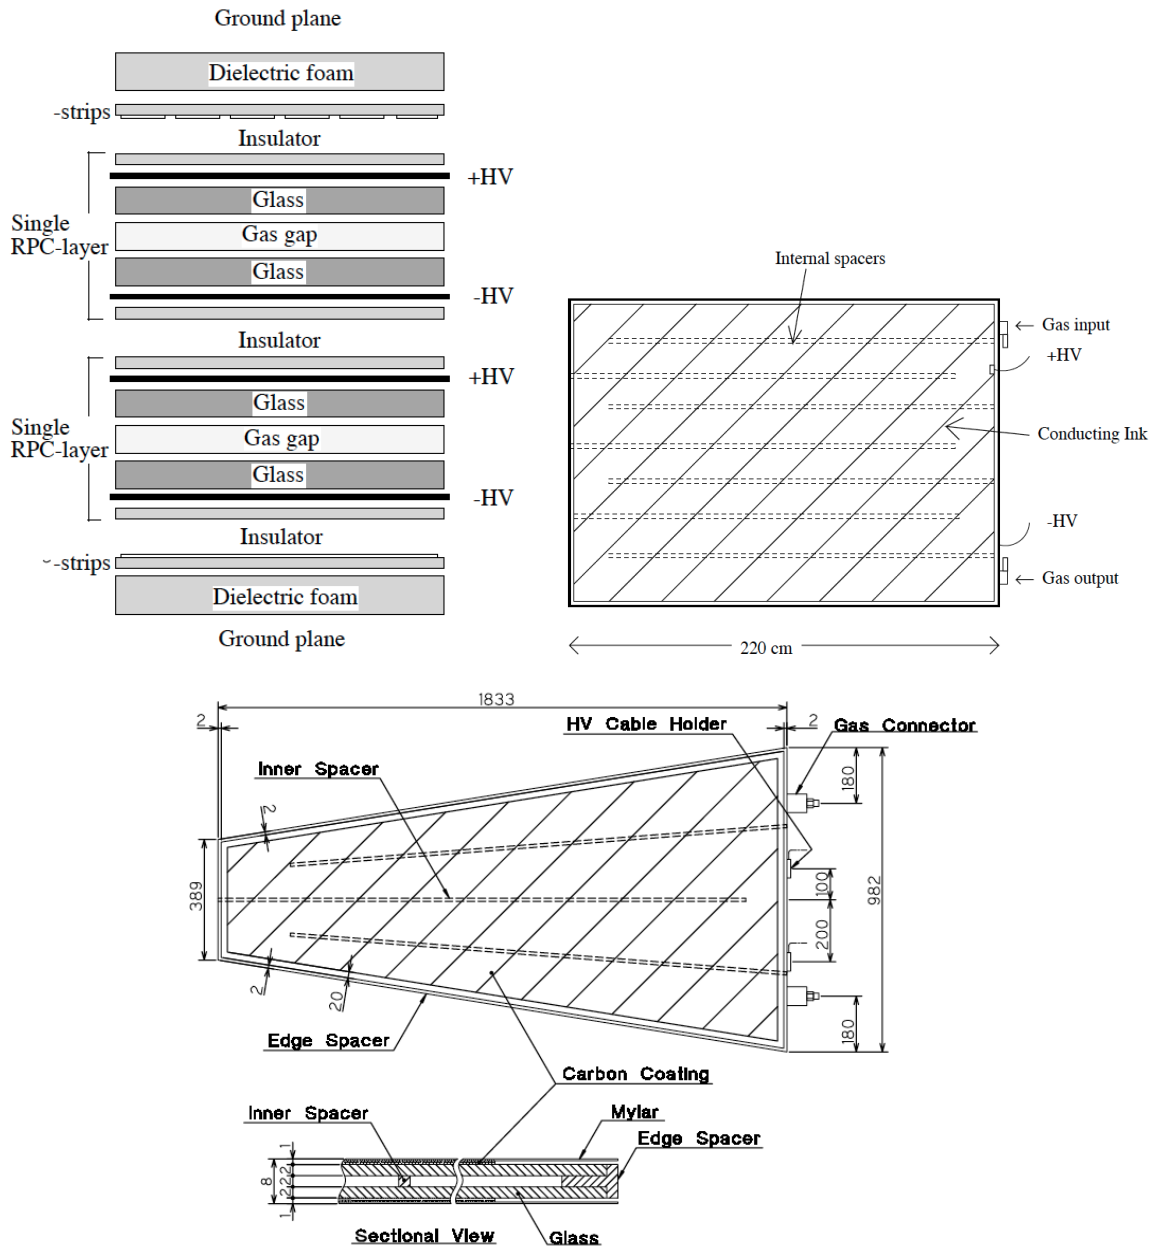 Ground plane
Dielectric foam
-strips
Insulator
+HV
Glass
Single
RPC-layer
Gas gap
Glass
-HV
Insulator
+HV
Glass
Single
RPC-layer
Gas gap
Glass
-HV
Insulator
-strips
Dielectric foam
Ground plane
Internal spacers
Gas input
+HV
Conducting Ink
-HV
Gas output
220 cm
1833
2
HV Cable Holder
2
Gas Connector
Inner Spacer
180
2
389
100
982
200
2
20
180
Edge Spacer
Carbon Coating
Inner Spacer
Mylar
Edge Spacer
1
2
8
2
2
1
Sectional View
Glass